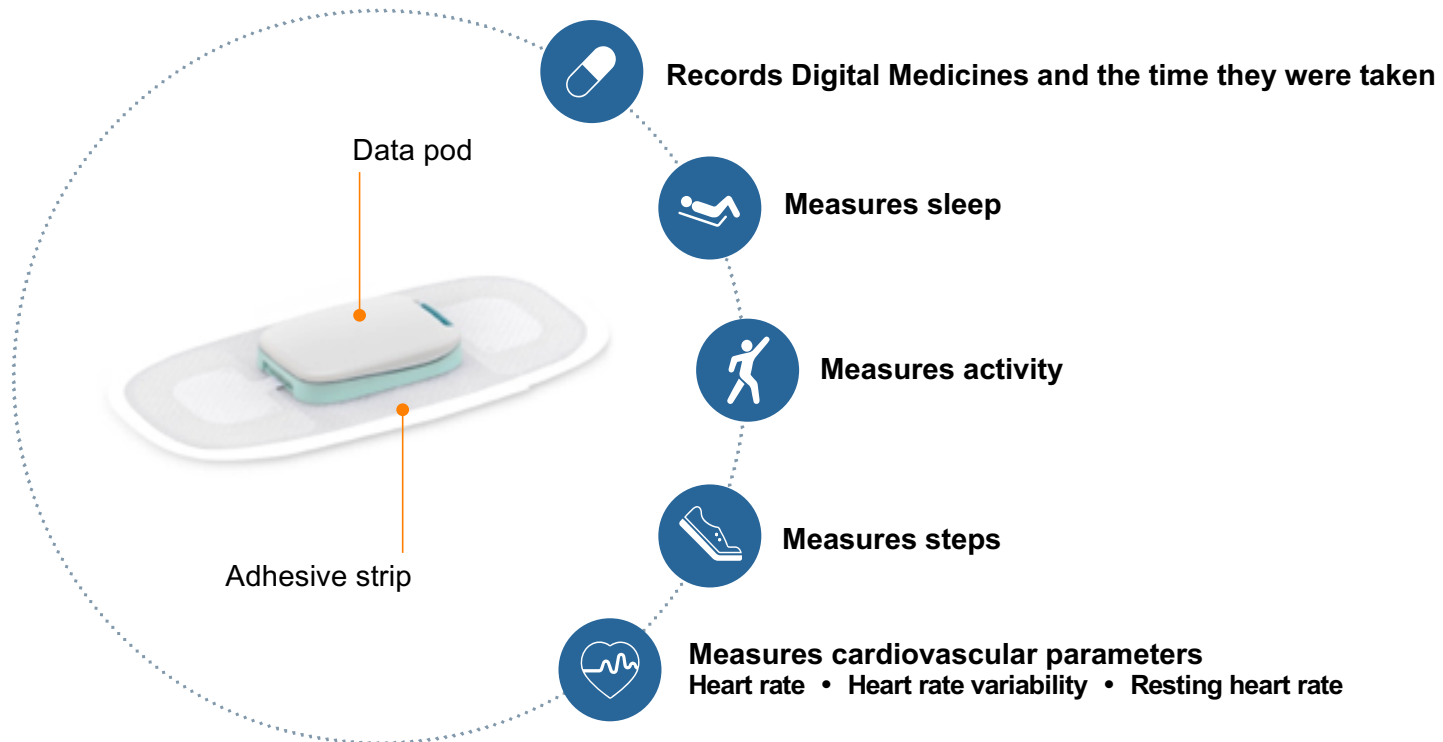 Records Digital Medicines and the time they were taken
Data pod
Measures sleep
Measures activity
Measures steps
Adhesive strip
Measures cardiovascular parameters
Heart rate • Heart rate variability • Resting heart rate